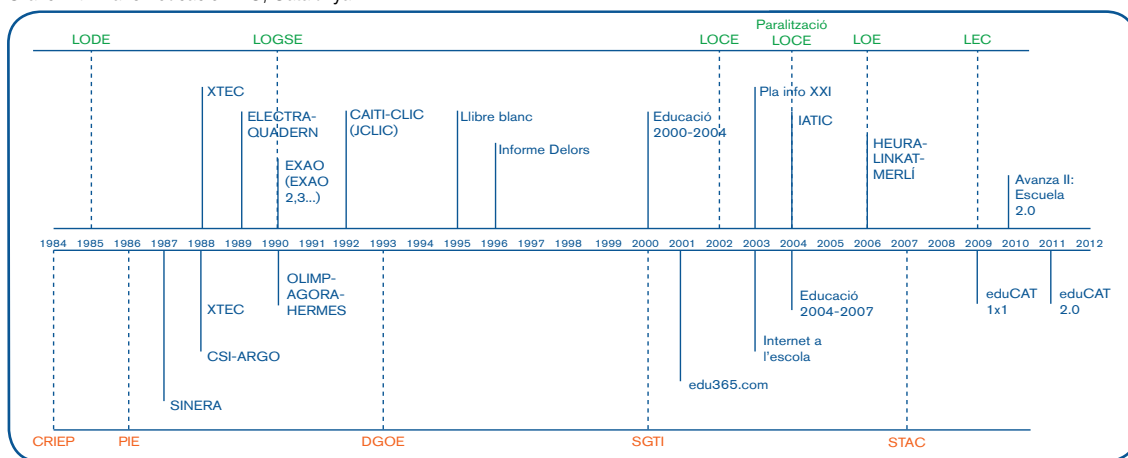 LODE
LOGSE
LOCE
Paralització
LOCE
LOE
LEC
XTEC
ELECTRA-
QUADERN
EXAO
(EXAO
2,3...)
CAITI-CLIC
(JCLIC)
Llibre blanc
Informe Delors
Educació
2000-2004
Pla info XXI
IATIC
HEURA-
LINKAT-
MERLÍ
Avanza II:
Escuela
2.0
1984 1985 1986 1987 1988 1989 1990 1991 1992 1993 1994 1995 1996 1997 1998 1999 2000 2001 2002 2003 2004 2005 2006 2007 2008 2009 2010 2011 2012
OLIMP-
AGORA-
HERMES
XTEC
CSI-ARGO
SINERA
edu365.com
Internet a
l'escola
Educació
2004-2007
eduCAT
1x1
eduCAT
2.0
CRIEP
PIE
DGOE
SGTI
STAC